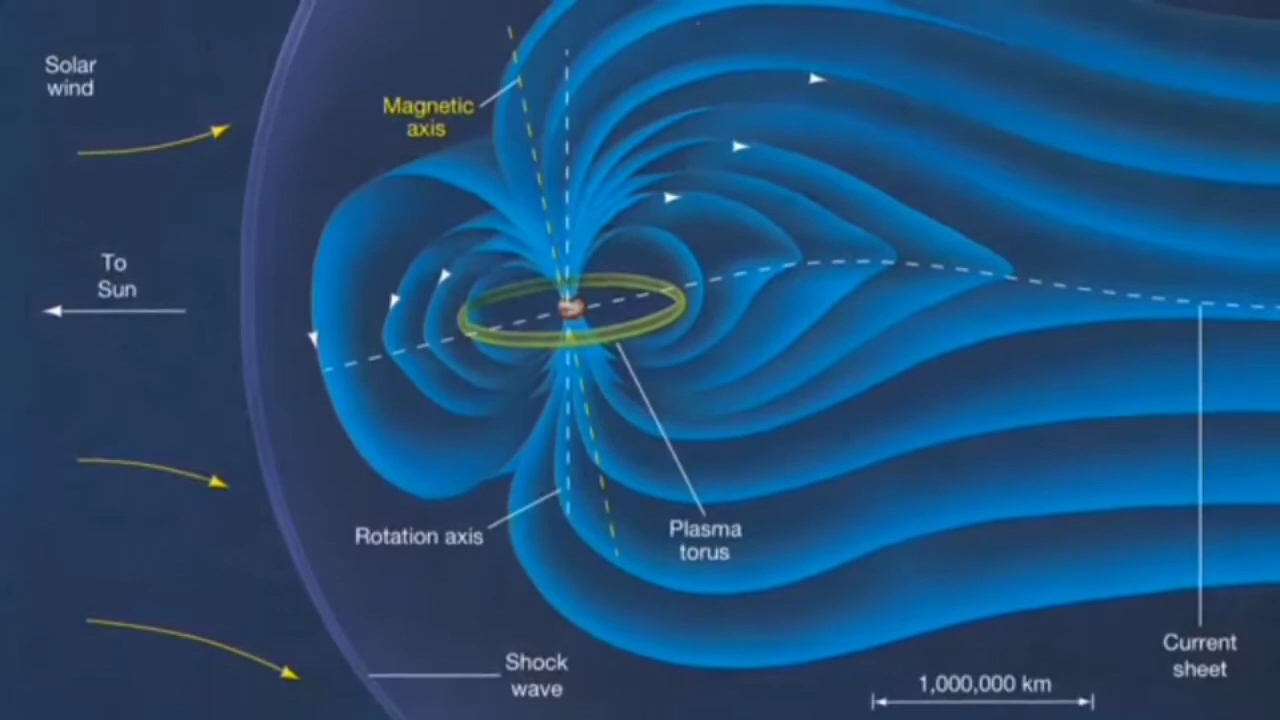 Solar
wind
Magnetic
axis
To
Sun
Rotation axis
Plasma
torus
Shock
wave
Current
sheet
1,000,000 km